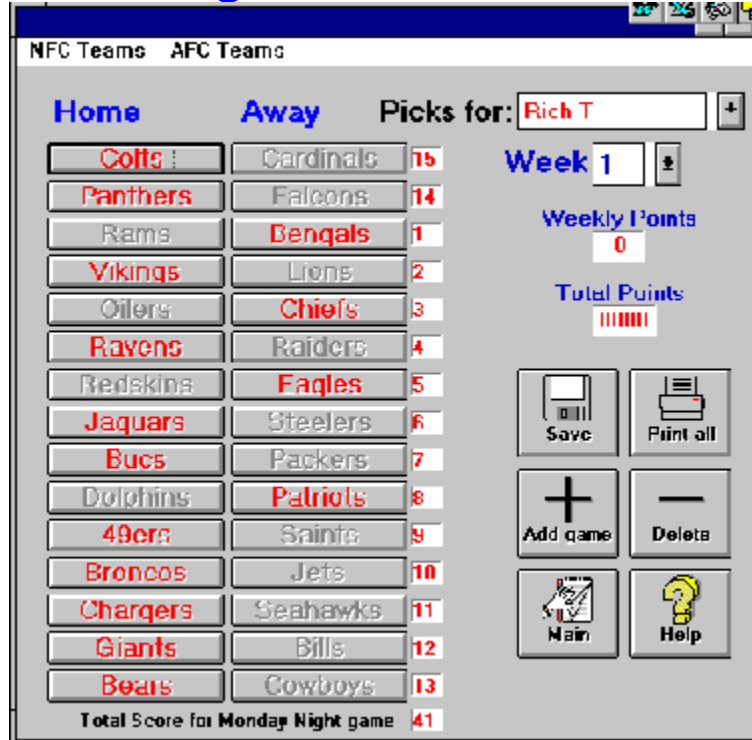 NFC Teams AFC Teams
Home Away Picks for: Rich T
Colts Cardinals 15 Week 1
Panthers Falcons 14
Rams Bengals 1 Weekly Points
0
Vikings Lions 2
Oilers Chiefs 3 Total Points
Ravens Raiders 4
Redskins Eagles 5
Jaguars Steelers 6 Save Print all
Bucs Packers 7
Dolphins Patriots 8
49ers Saints 9 Add game Delete
Broncos Jets 10
Chargers Seahawks 11
Giants Bills 12 Main Help
Bears Cowboys 13
Total Score for Monday Night game 41